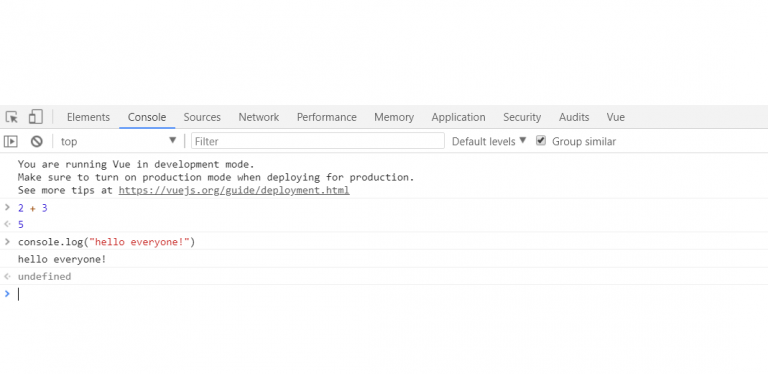 Elements Console Sources Network Performance Memory Application Security Audits Vue
top Filter Default levels Group similar
You are running Vue in development mode.
Make sure to turn on production mode when deploying for production.
See more tips at https://vuejs.org/guide/deployment.html
2 + 3
5
console.log("hello everyone!")
hello everyone!
undefined